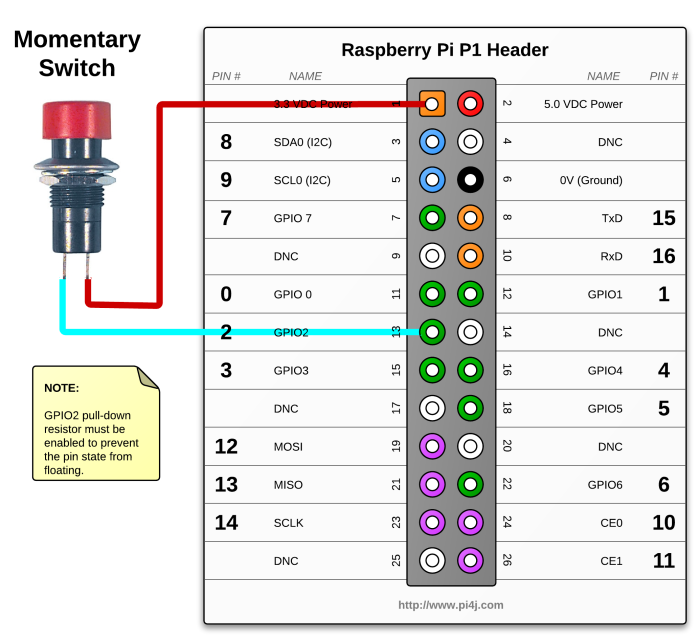 Momentary
Switch
Raspberry Pi P1 Header
PIN # NAME NAME PIN #
3.3 VDC Power 1 2 5.0 VDC Power
8 SDA0 (I2C) 3 4 DNC
9 SCL0 (I2C) 5 6 0V (Ground)
7 GPIO 7 7 8 TxD 15
DNC 9 10 RxD 16
0 GPIO 0 11 12 GPIO1 1
2 GPIO2 13 14 DNC
3 GPIO3 15 16 GPIO4 4
DNC 17 18 GPIO5 5
12 MOSI 19 20 DNC
13 MISO 21 22 GPIO6 6
14 SCLK 23 24 CE0 10
DNC 25 26 CE1 11
NOTE:
GPIO2 pull-down
resistor must be
enabled to prevent
the pin state from
floating.
http://www.pi4j.com